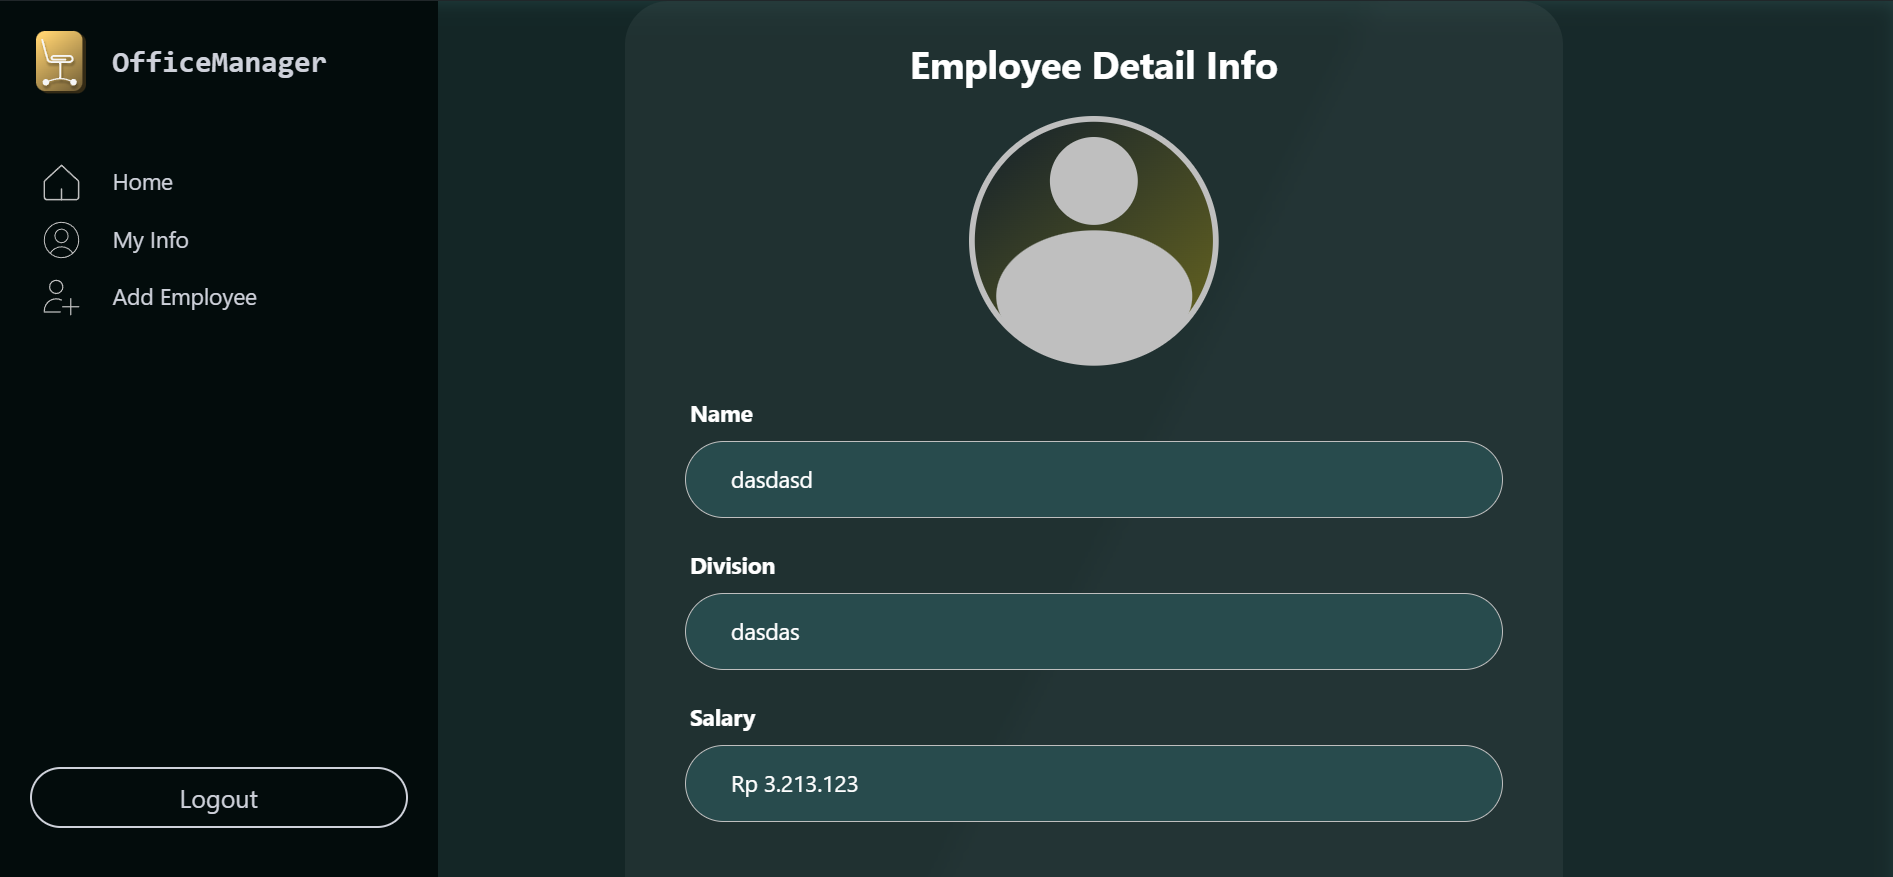 OfficeManager
Home
My Info
Add Employee
Logout
Employee Detail Info
Name
dasdasd
Division
dasdas
Salary
Rp 3.213.123